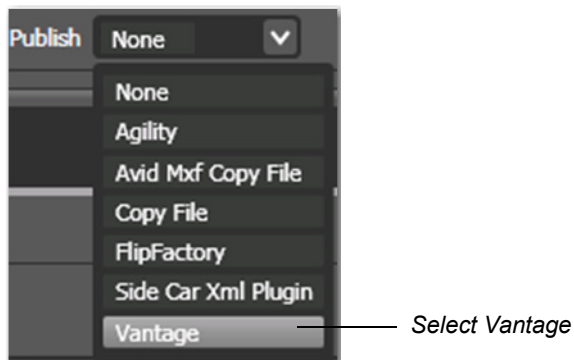 Publish None
None
Agility
Avid Mxf Copy File
Copy File
FlipFactory
Side Car Xml Plugin
Vantage Select Vantage